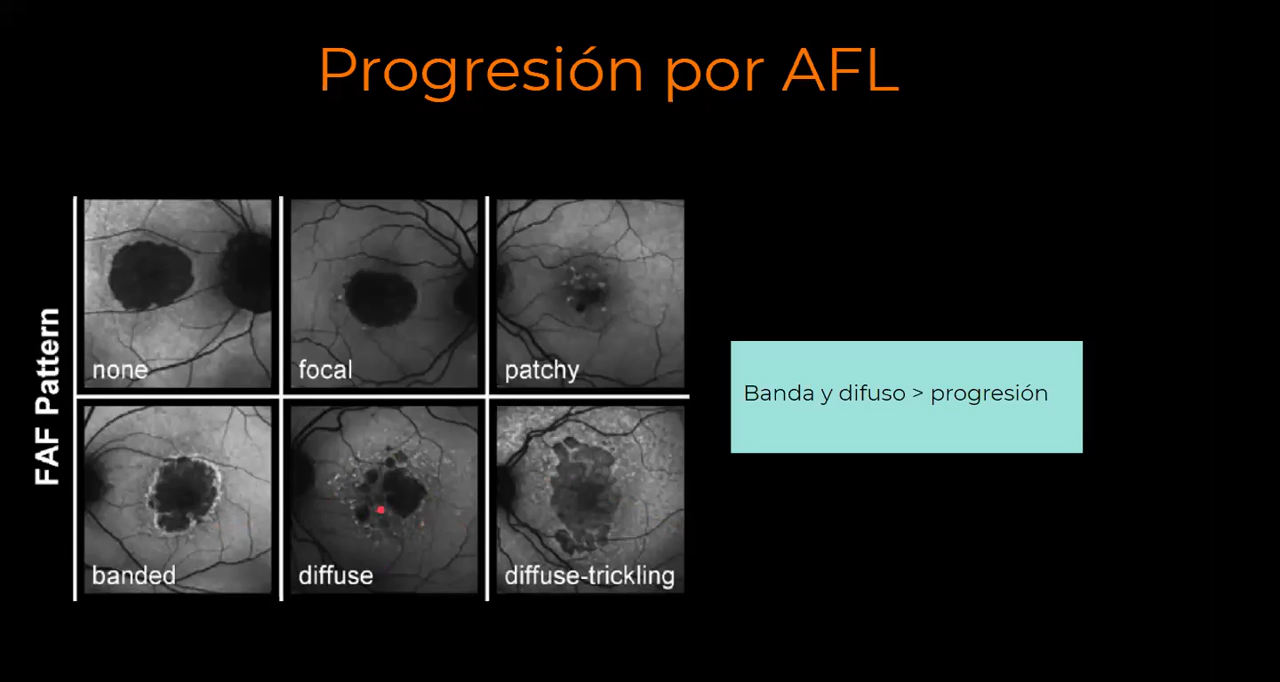 Progresión por AFL
FAF Pattern
none
focal
patchy
banded
diffuse
diffuse-trickling
Banda y difuso > progresión